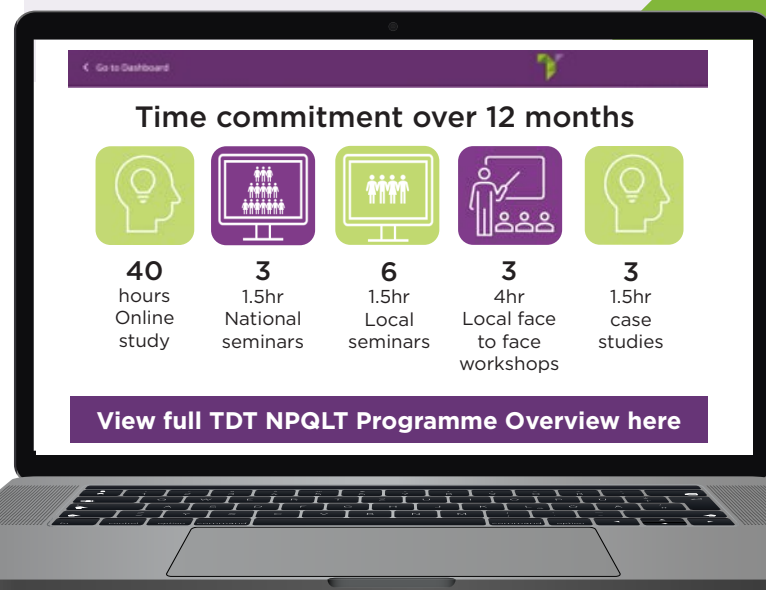 Go to Dashboard
Time commitment over 12 months
40
hours
Online
study
3
1.5hr
National
seminars
6
1.5hr
Local
seminars
3
4hr
Local face
to face
workshops
3
1.5hr
case
studies
View full TDT NPQLT Programme Overview here